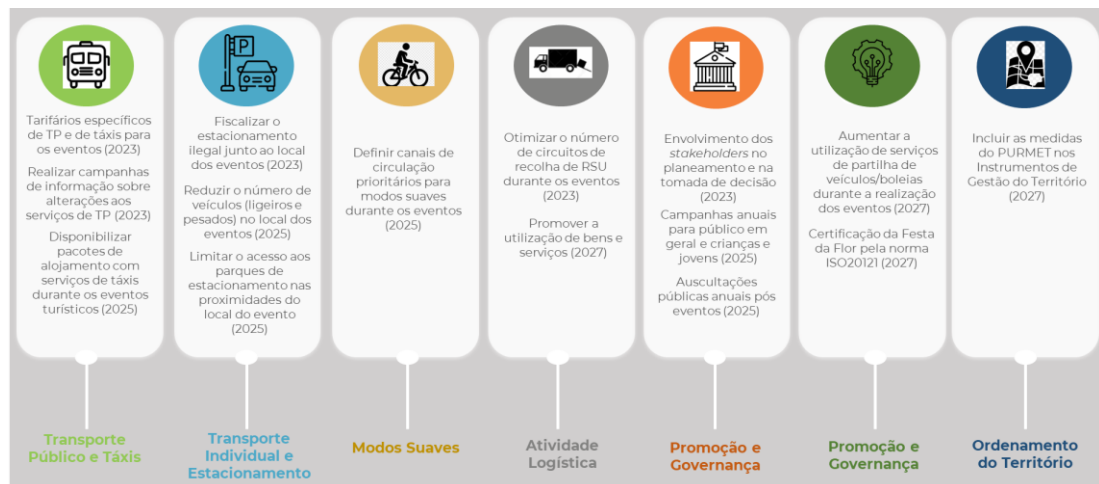 P
Tarifários específicos
de TP e de táxis para
os eventos (2023)
Realizar campanhas
de informação sobre
alterações aos
serviços de TP (2023)
Disponibilizar
pacotes de
alojamento com
serviços de táxis
durante os eventos
turísticos (2025)
Fiscalizar o
estacionamento
ilegal junto ao local
dos eventos (2023)
Reduzir o número de
veículos (ligeiros e
pesados) no local dos
eventos (2025)
Limitar o acesso aos
parques de
estacionamento nas
proximidades do
local do evento
(2025)
Definir canais de
circulação
prioritários para
modos suaves
durante os eventos
(2025)
Otimizar o número
de circuitos de
recolha de RSU
durante os eventos
(2023)
Promover a
utilização de bens e
serviços (2027)
Envolvimento dos
stakeholders no
planeamento e na
tomada de decisão
(2023)
Campanhas anuais
para público em
geral e crianças e
jovens (2025)
Auscultações
públicas anuais pós
eventos (2025)
Aumentar a
utilização de serviços
de partilha de
veículos/boleias
durante a realização
dos eventos (2027)
Certificação da Festa
da Flor pela norma
ISO20121 (2027)
Incluir as medidas
do PURMET nos
Instrumentos de
Gestão do Território
(2027)
Transporte
Público e Táxis
Transporte
Individual e
Estacionamento
Modos Suaves
Atividade
Logística
Promoção e
Governança
Promoção e
Governança
Ordenamento
do Território